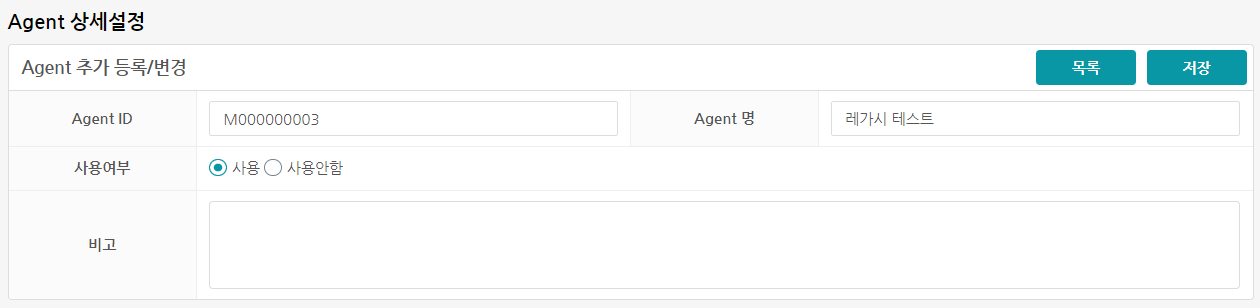 Agent 상세설정
Agent 추가 등록/변경 목록 저장
Agent ID M000000003 Agent 명 레가시 테스트
사용여부 사용 사용안함
비고